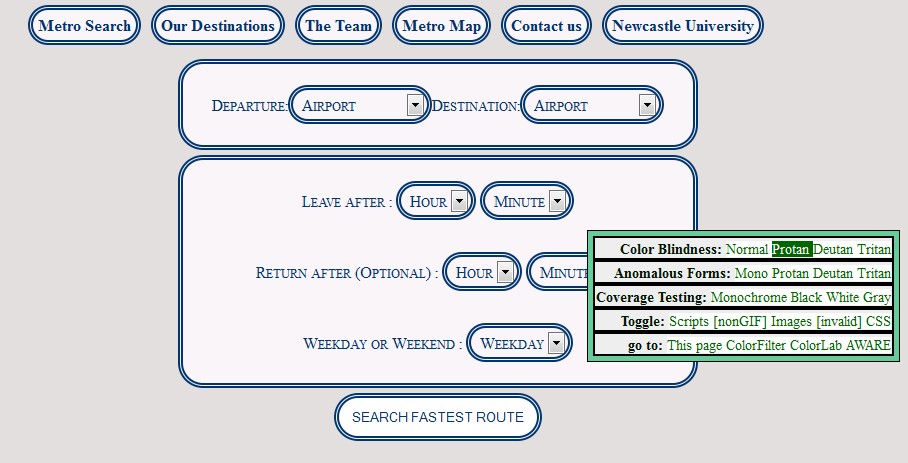 Metro Search Our Destinations The Team Metro Map Contact us Newcastle University
Departure: Airport Destination: Airport
Leave after : Hour Minute
Return after (Optional) : Hour Minute
Weekday or Weekend : Weekday
SEARCH FASTEST ROUTE
Color Blindness: Normal Protan Deutan Tritan
Anomalous Forms: Mono Protan Deutan Tritan
Coverage Testing: Monochrome Black White Gray
Toggle: Scripts [nonGIF] Images [invalid] CSS
go to: This page ColorFilter ColorLab AWARE